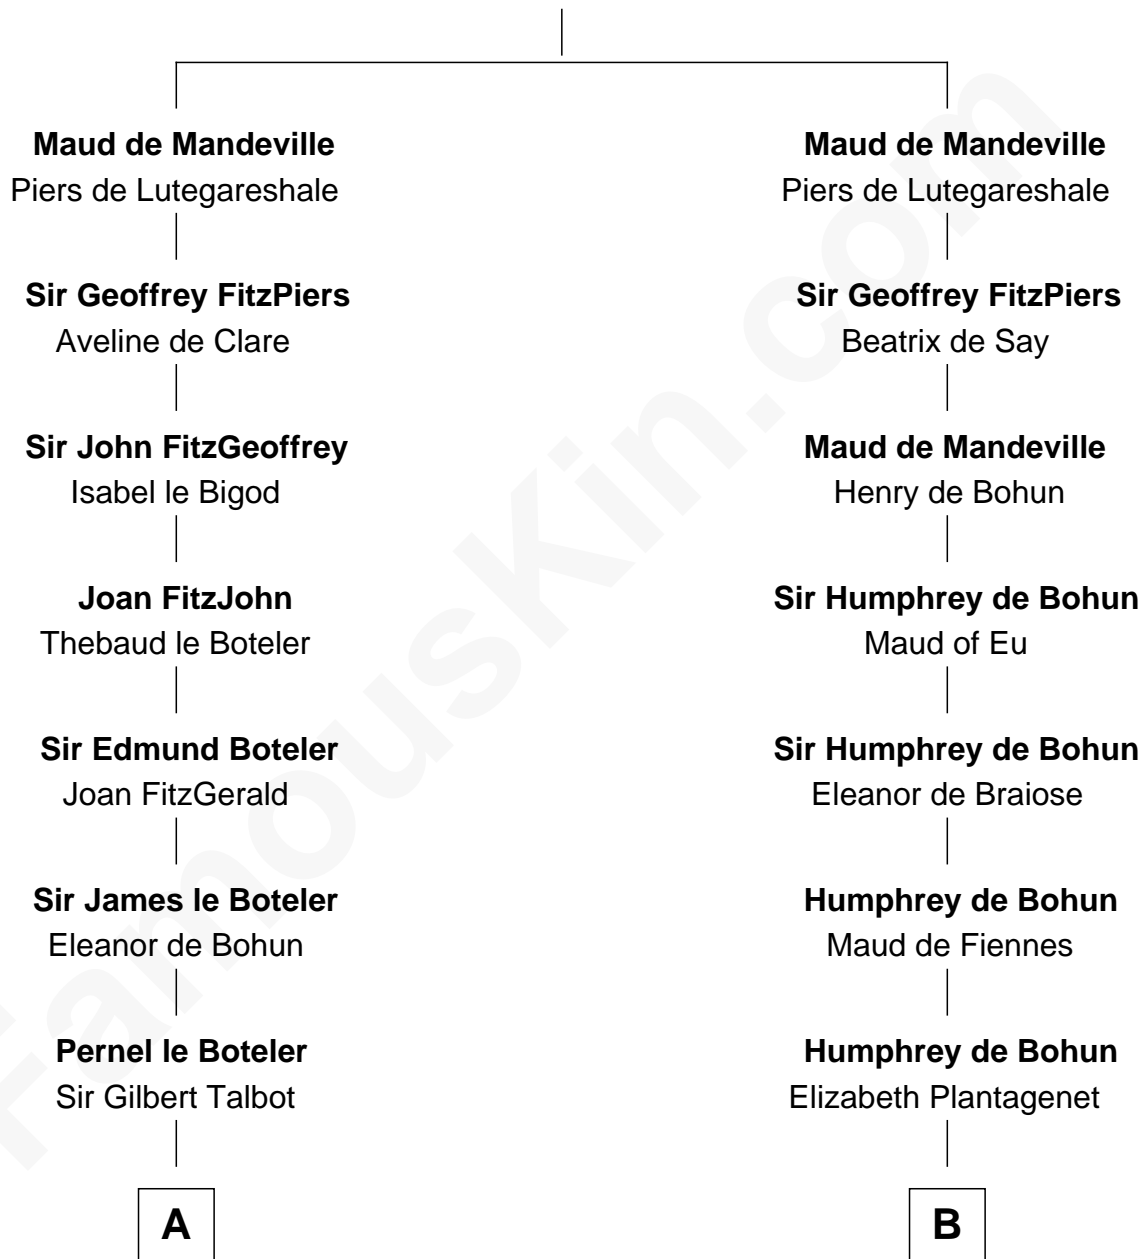 Maud de Mandeville
Piers de Lutegareshale
Sir Geoffrey FitzPiers
Aveline de Clare
Sir John FitzGeoffrey
Isabel le Bigod
Joan FitzJohn
Thebaud le Boteler
Sir Edmund Boteler
Joan FitzGerald
Sir James le Boteler
Eleanor de Bohun
Pernel le Boteler
Sir Gilbert Talbot
A
Maud de Mandeville
Piers de Lutegareshale
Sir Geoffrey FitzPiers
Beatrix de Say
Maud de Mandeville
Henry de Bohun
Sir Humphrey de Bohun
Maud of Eu
Sir Humphrey de Bohun
Eleanor de Braiose
Humphrey de Bohun
Maud de Fiennes
Humphrey de Bohun
Elizabeth Plantagenet
B
FamousKin.com